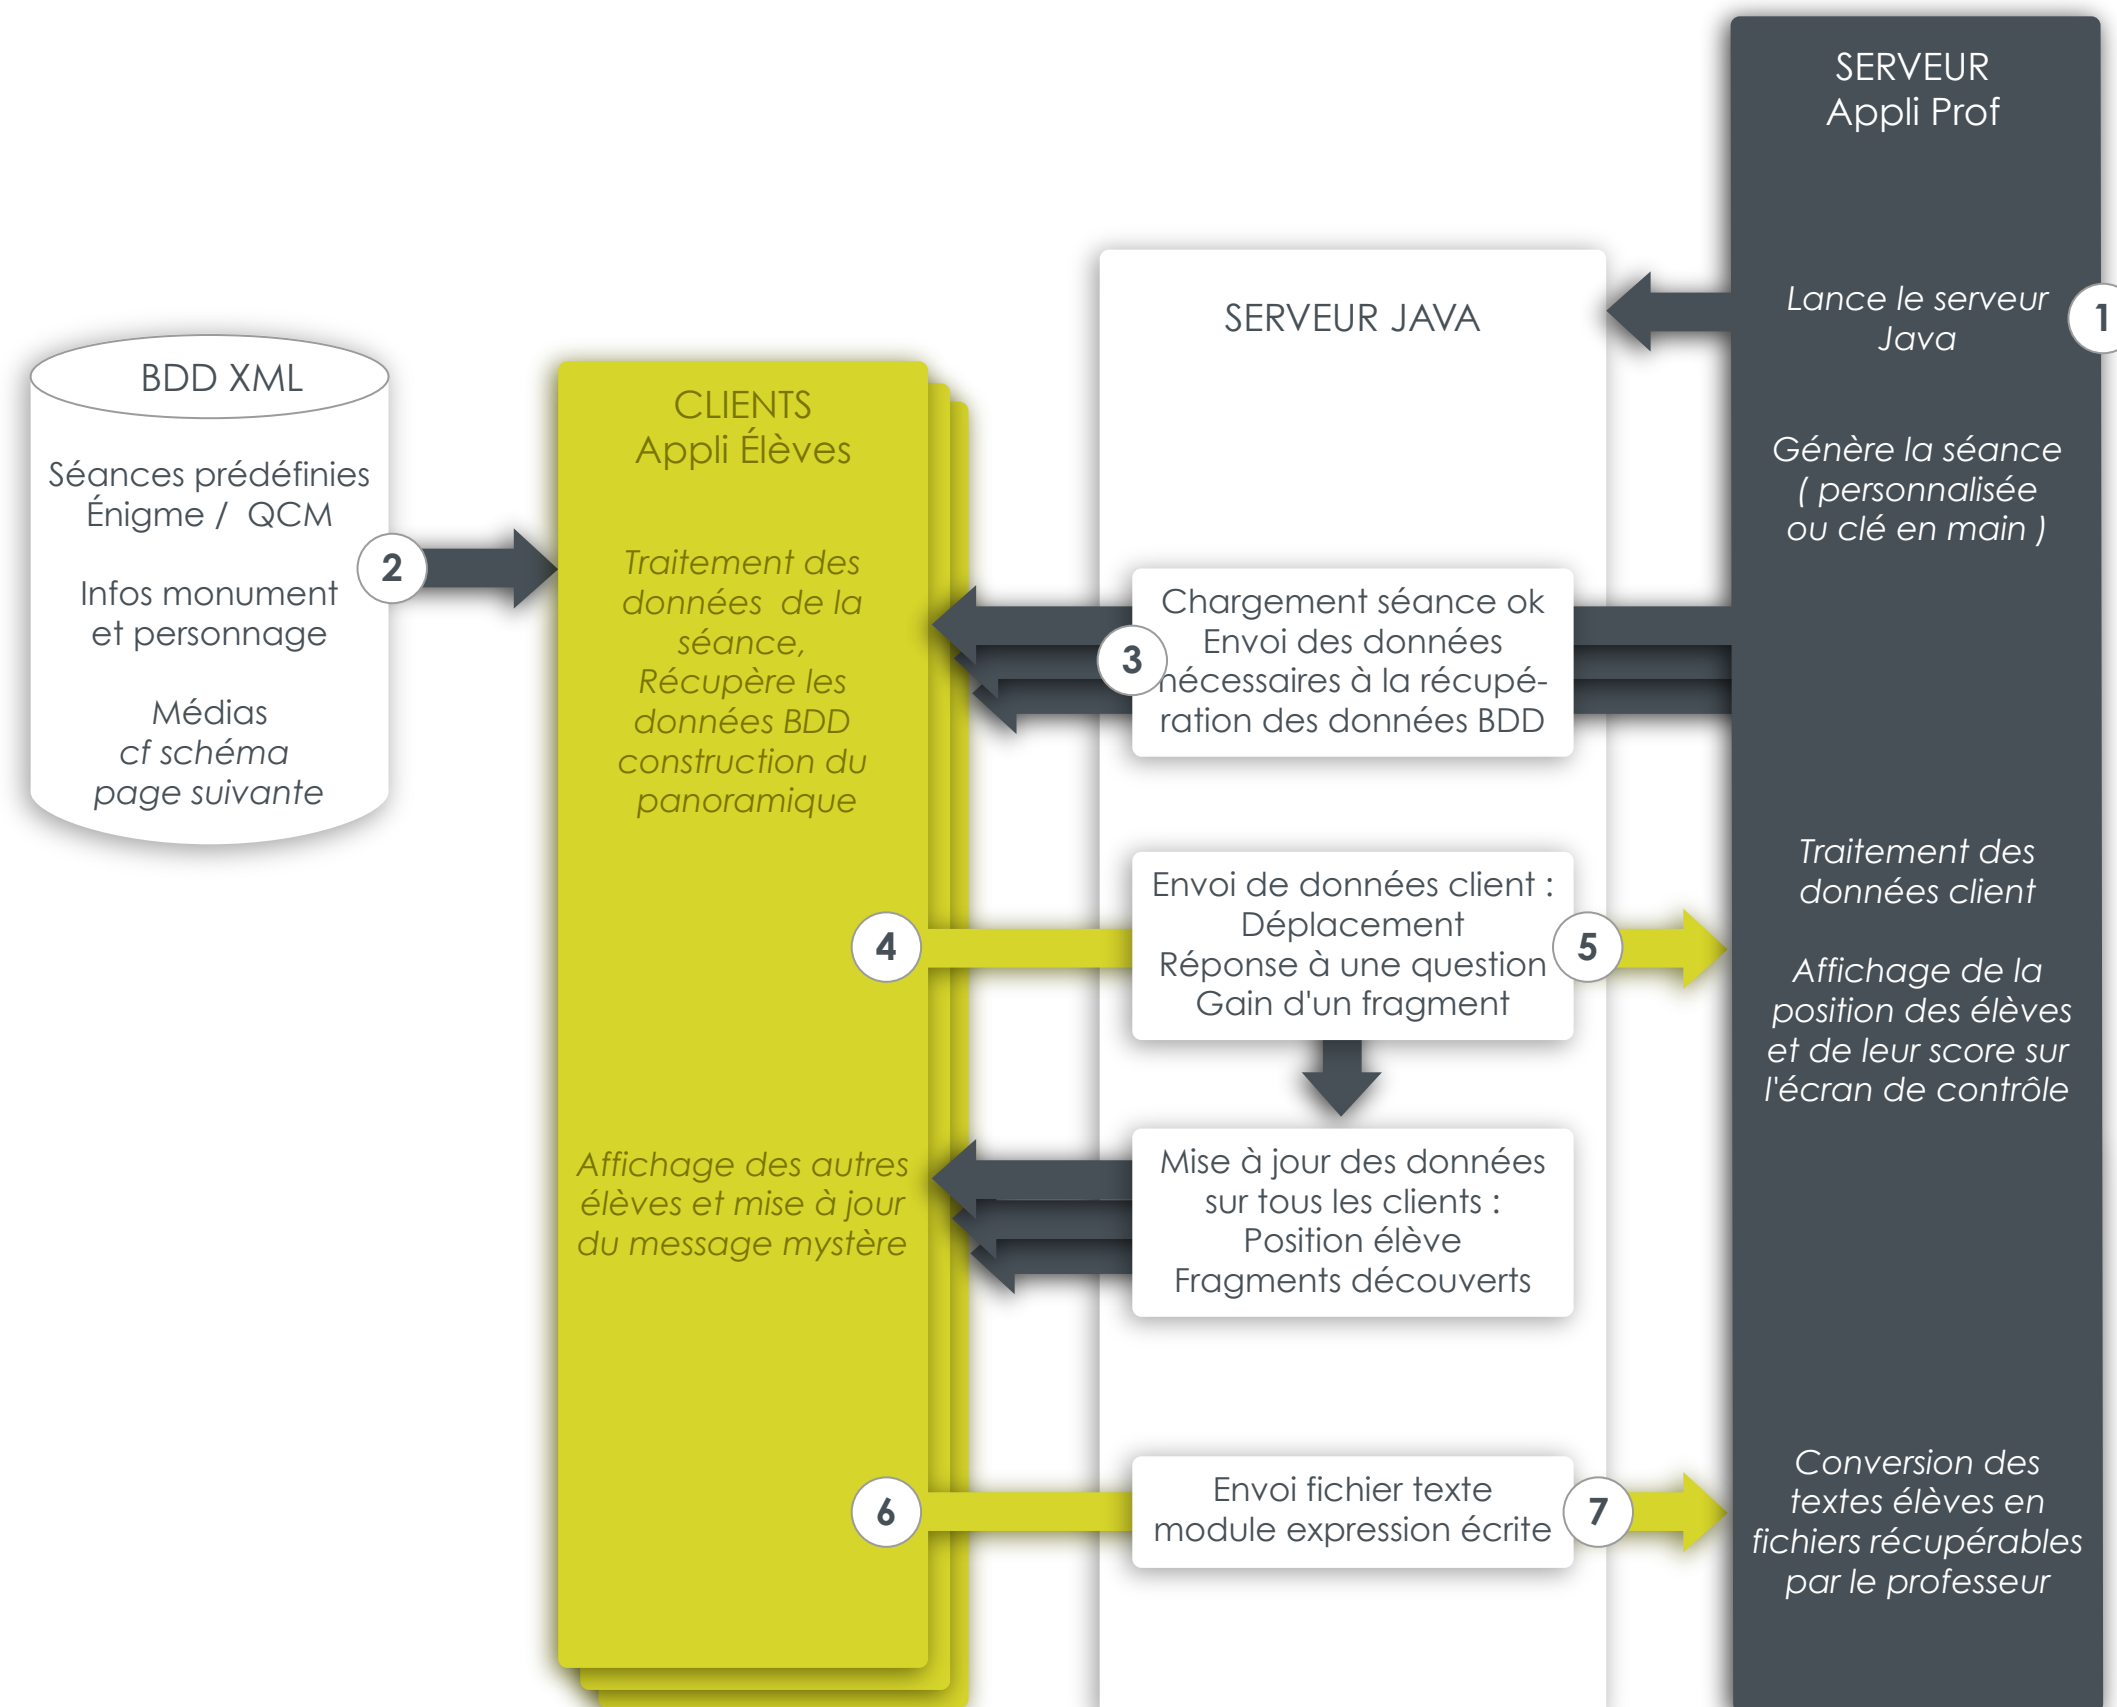 SERVEUR
Appli Prof
Lance le serveur
Java
1
Génère la séance
( personnalisée
ou clé en main )
SERVEUR JAVA
BDD XML
Séances prédéfinies
Énigme / QCM
Infos monument
et personnage
Médias
cf schéma
page suivante
2
CLIENTS
Appli Élèves
Traitement des
données de la
séance,
Récupère les
données BDD
construction du
panoramique
3
Chargement séance ok
Envoi des données
nécessaires à la récupé-
ration des données BDD
4
Envoi de données client :
Déplacement
Réponse à une question
Gain d'un fragment
5
Traitement des
données client
Affichage de la
position des élèves
et de leur score sur
l'écran de contrôle
Affichage des autres
élèves et mise à jour
du message mystère
Mise à jour des données
sur tous les clients :
Position élève
Fragments découverts
6
Envoi fichier texte
module expression écrite
7
Conversion des
textes élèves en
fichiers récupérables
par le professeur